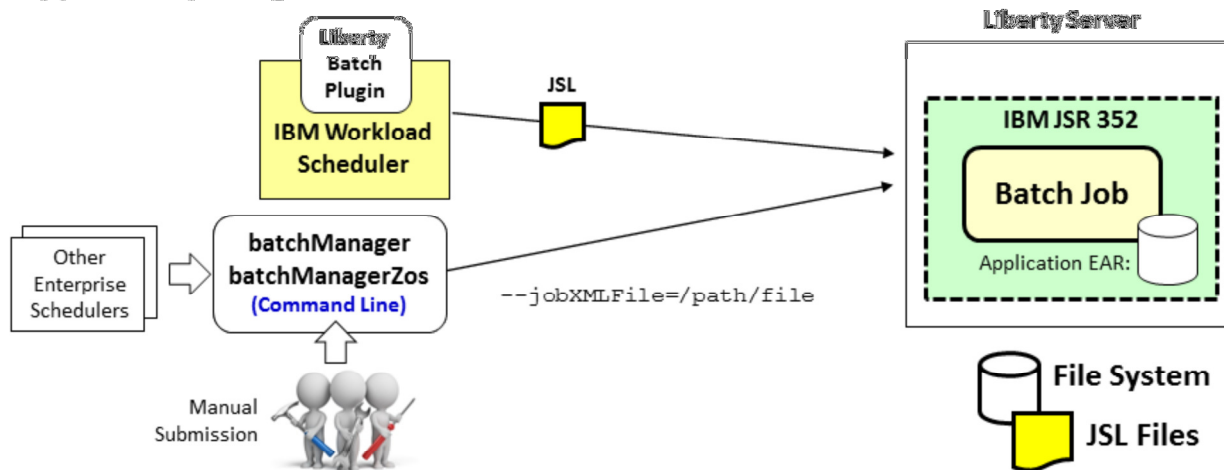 Liberty Server
Liberty
Batch
Plugin
IBM Workload
Scheduler
JSL
IBM JSR 352
Batch Job
Application EAR:
Other
Enterprise
Schedulers
batchManager
batchManagerZos
(Command Line)
--jobXMLFile=/path/file
Manual
Submission
File System
JSL Files